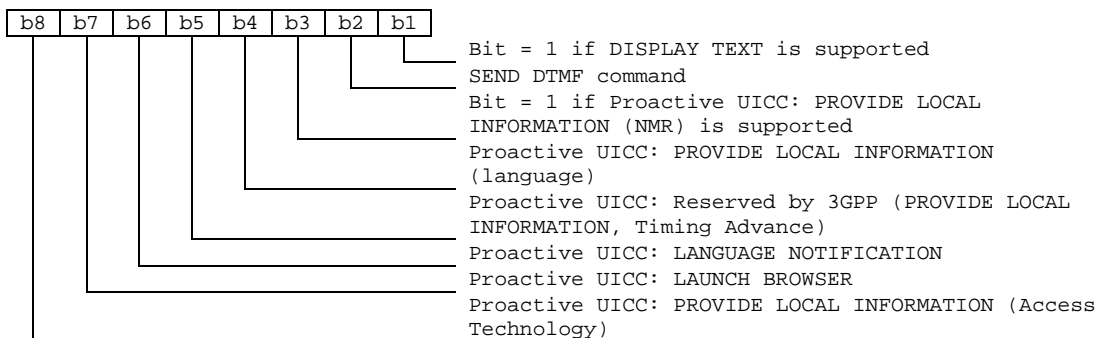 b8 b7 b6 b5 b4 b3 b2 b1
Bit = 1 if DISPLAY TEXT is supported
SEND DTMF command
Bit = 1 if Proactive UICC: PROVIDE LOCAL
INFORMATION (NMR) is supported
Proactive UICC: PROVIDE LOCAL INFORMATION
(language)
Proactive UICC: Reserved by 3GPP (PROVIDE LOCAL
INFORMATION, Timing Advance)
Proactive UICC: LANGUAGE NOTIFICATION
Proactive UICC: LAUNCH BROWSER
Proactive UICC: PROVIDE LOCAL INFORMATION (Access
Technology)